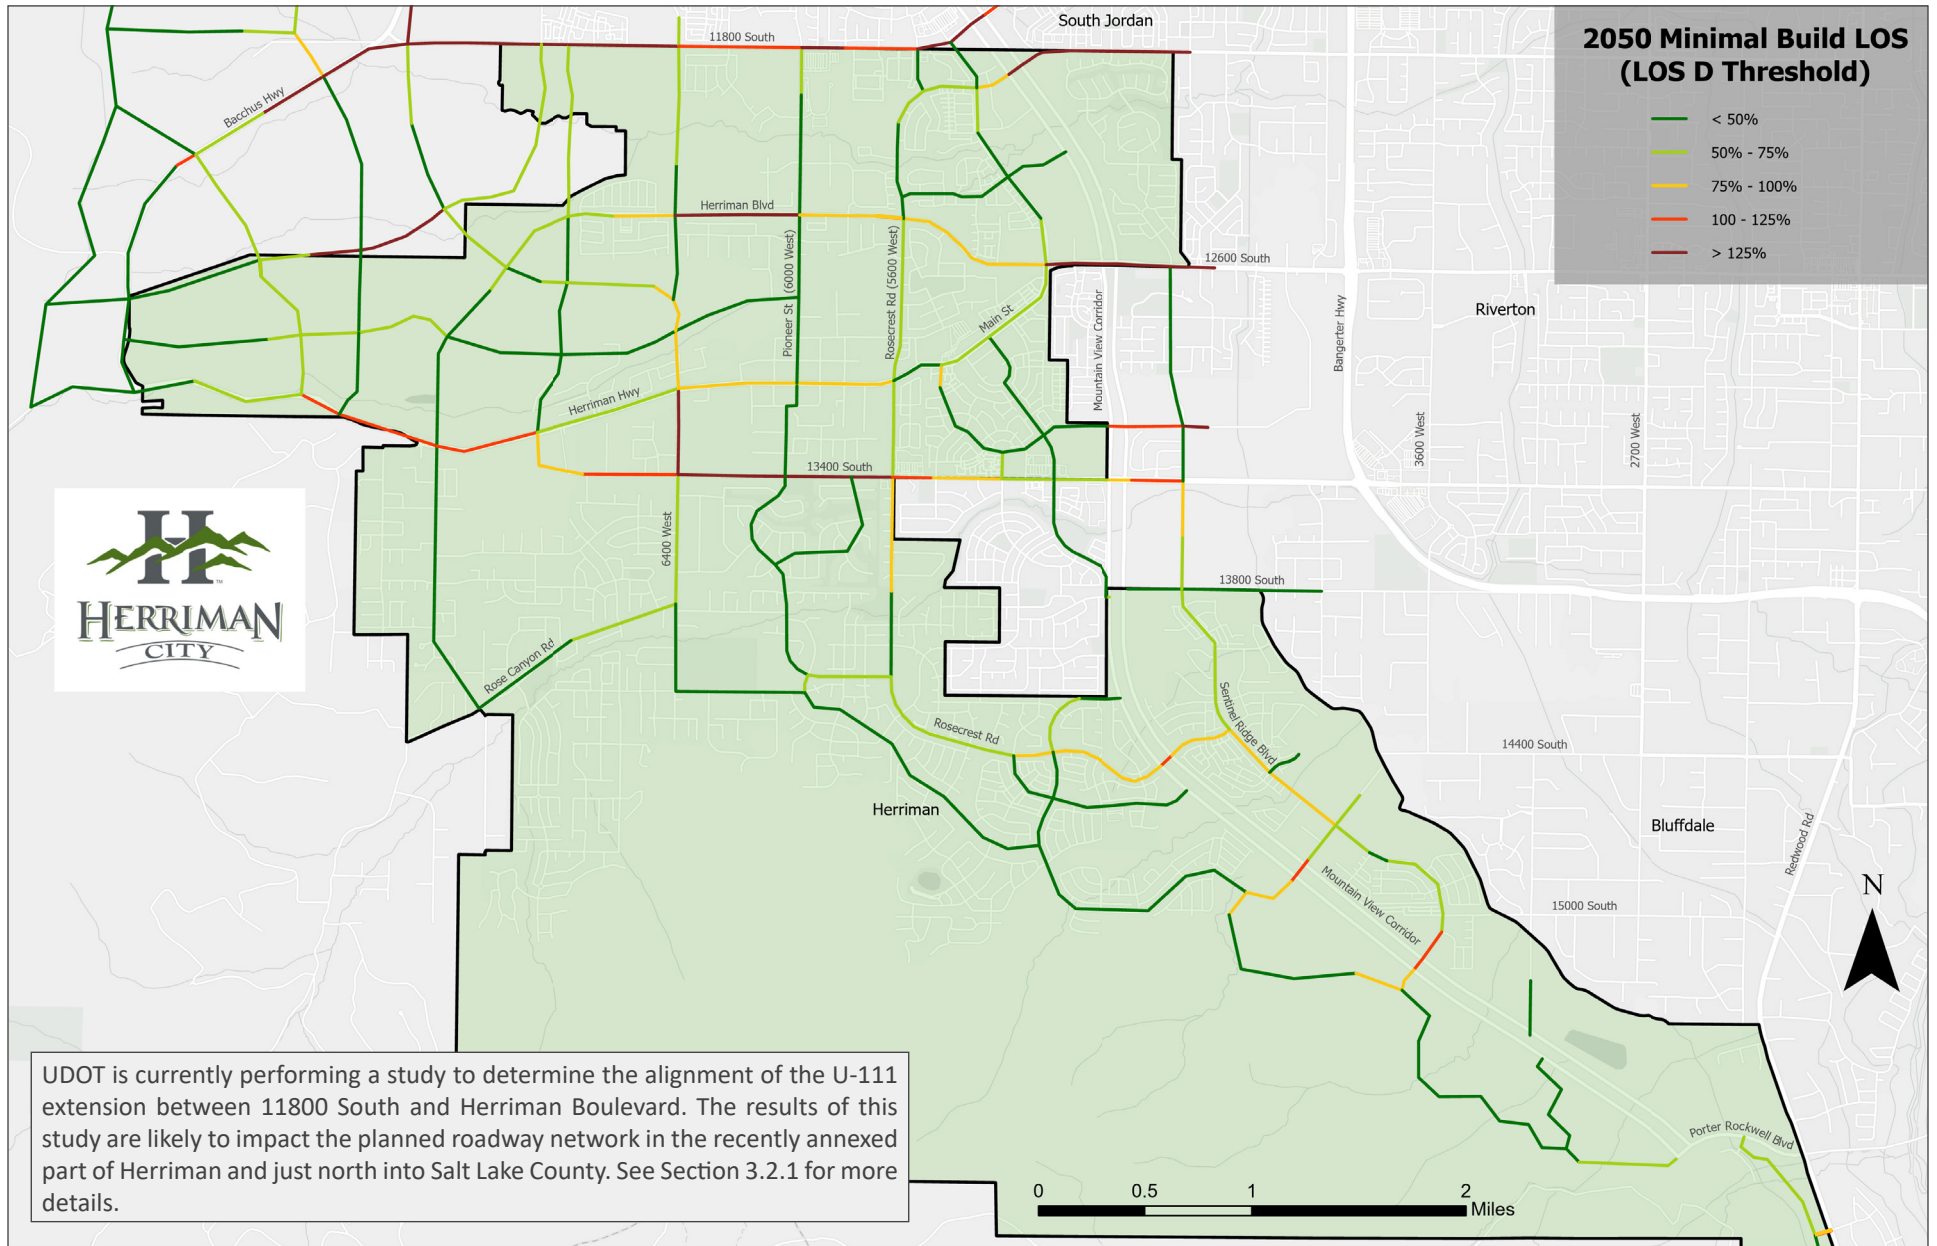 2050 Minimal Build LOS
(LOS D Threshold)
< 50%
50% - 75%
75% - 100%
100 - 125%
> 125%
South Jordan
11800 South
Bacchus Hwy
Herriman Blvd
Pioneer St (6000 West)
Rosecrest Rd (5600 West)
12600 South
Main St
Mountain View Corridor
Bangerter Hwy
Riverton
Herriman Hwy
3600 West
2700 West
13400 South
6400 West
HERRIMAN
CITY
TM
13800 South
Rose Canyon Rd
Rosecrest Rd
Sentinel Ridge Blvd
14400 South
Herriman
Bluffdale
Redwood Rd
Mountain View Corridor
15000 South
N
Porter Rockwell Blvd
UDOT is currently performing a study to determine the alignment of the U-111
extension between 11800 South and Herriman Boulevard. The results of this
study are likely to impact the planned roadway network in the recently annexed
part of Herriman and just north into Salt Lake County. See Section 3.2.1 for more
details.
0 0.5 1 2
Miles